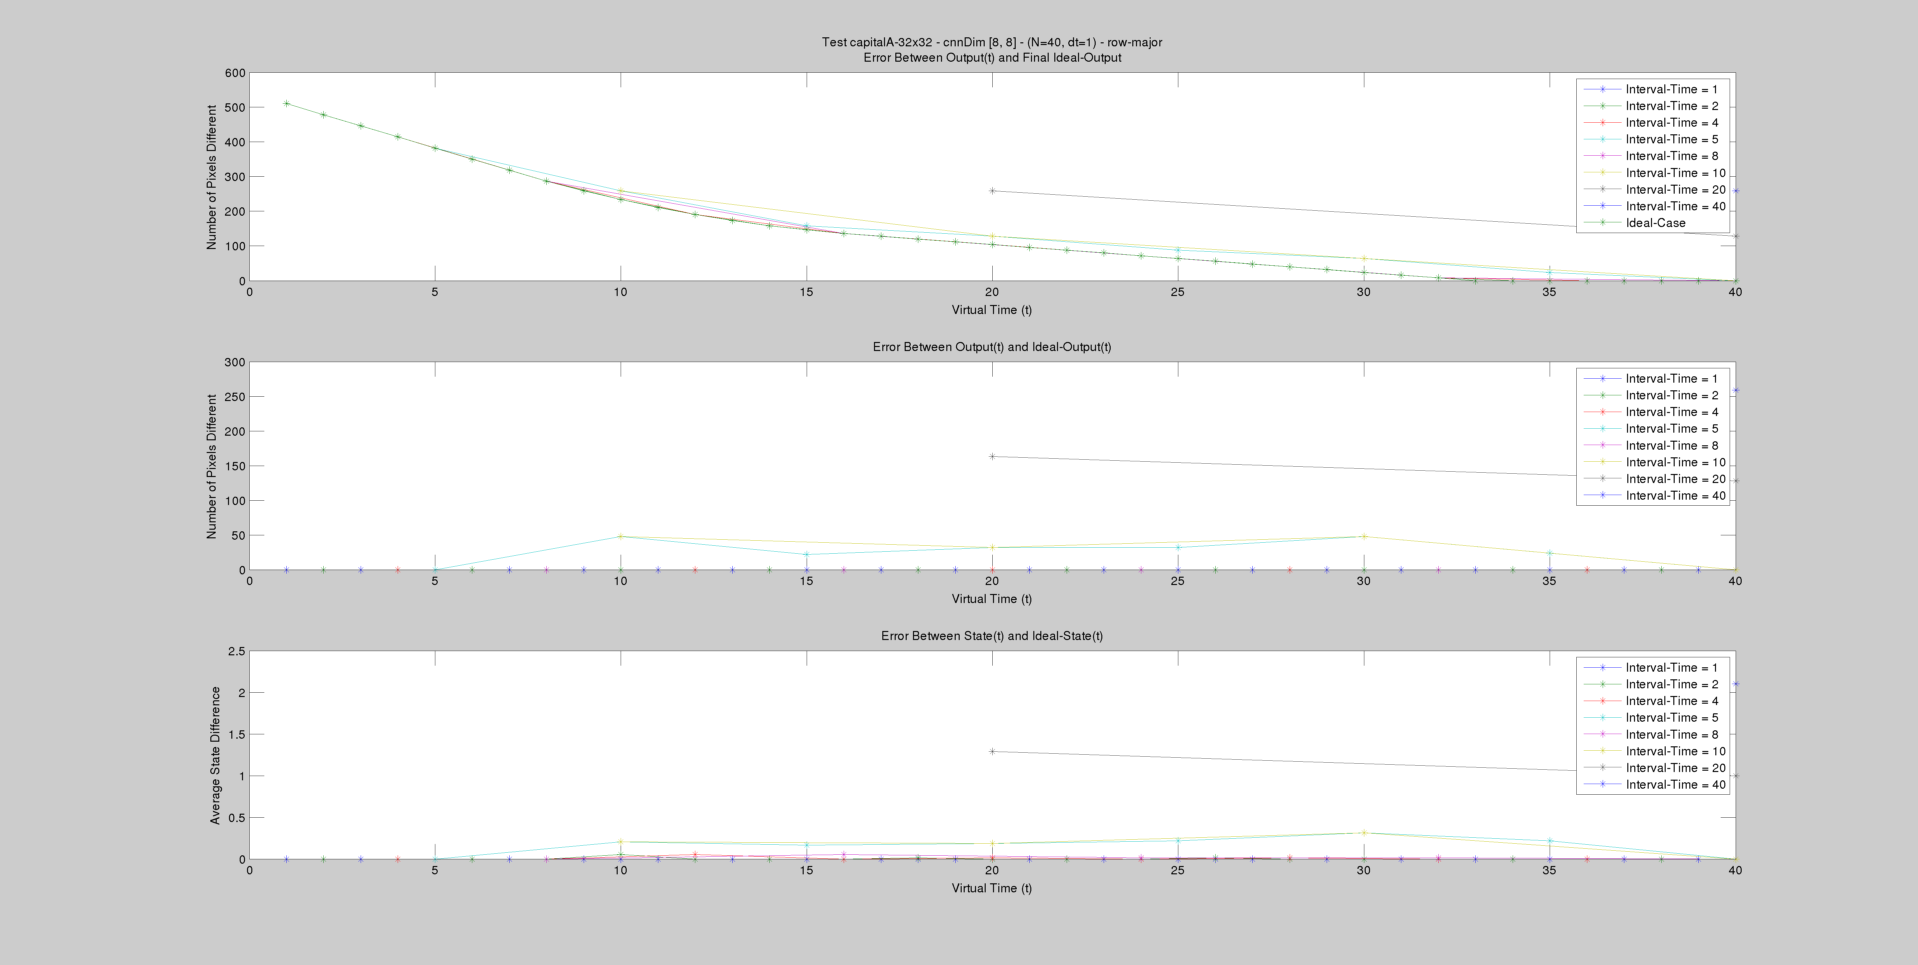 Test capitalA-32x32 - cnnDim [8, 8] - (N=40, dt=1) - row-major
Error Between Output(t) and Final Ideal-Output
600
500
400
300
200
100
0
Number of Pixels Different
0 5 10 15 20 25 30 35 40
Virtual Time (t)
Interval-Time = 1
Interval-Time = 2
Interval-Time = 4
Interval-Time = 5
Interval-Time = 8
Interval-Time = 10
Interval-Time = 20
Interval-Time = 40
Ideal-Case
Error Between Output(t) and Ideal-Output(t)
300
250
200
150
100
50
0
Number of Pixels Different
0 5 10 15 20 25 30 35 40
Virtual Time (t)
Interval-Time = 1
Interval-Time = 2
Interval-Time = 4
Interval-Time = 5
Interval-Time = 8
Interval-Time = 10
Interval-Time = 20
Interval-Time = 40
Error Between State(t) and Ideal-State(t)
2.5
2
1.5
1
0.5
0
Average State Difference
0 5 10 15 20 25 30 35 40
Virtual Time (t)
Interval-Time = 1
Interval-Time = 2
Interval-Time = 4
Interval-Time = 5
Interval-Time = 8
Interval-Time = 10
Interval-Time = 20
Interval-Time = 40